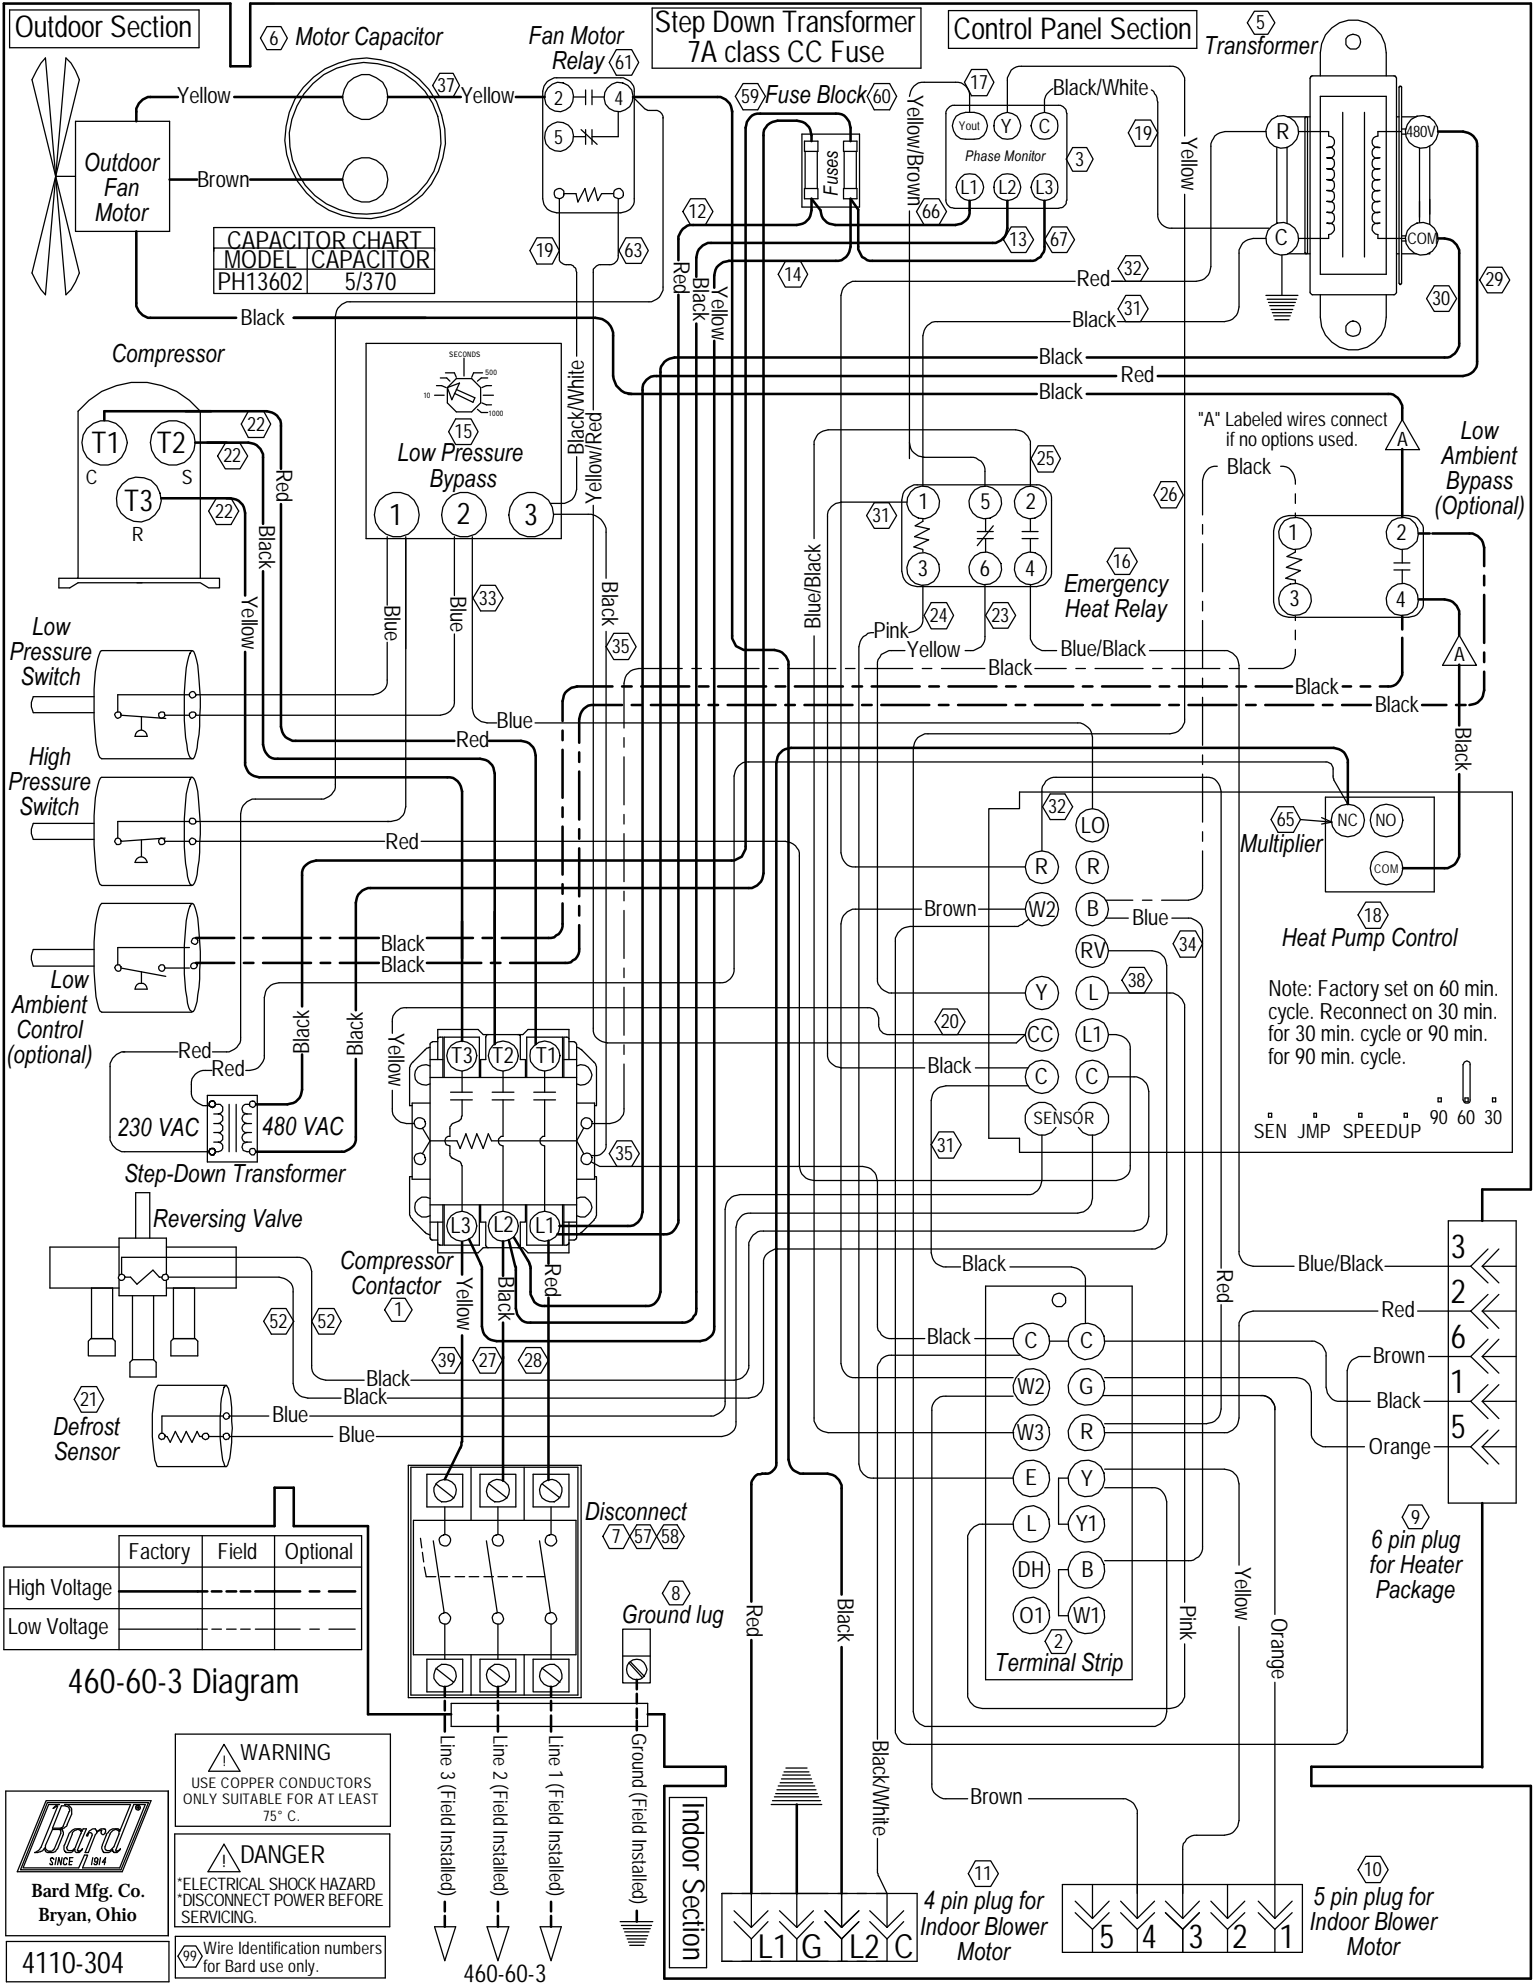 Outdoor Section
6
Motor Capacitor
Fan Motor
Relay
61
Step Down Transformer
7A class CC Fuse
Control Panel Section
5
Transformer
Yellow
37
Yellow
2
4
5
59
Fuse Block
60
Fuses
Yellow/Brown
17
Black/White
Yout
Y
C
Phase Monitor
3
L1
L2
L3
19
Yellow
R
480V
C
COM
Outdoor
Fan
Motor
Brown
CAPACITOR CHART
MODEL
CAPACITOR
PH13602
5/370
19
63
12
66
13
67
14
Red
Black
Yellow
Red
32
Black
31
30
29
Black
Black
Red
Black
Compressor
T1
C
T2
S
T3
R
22
22
22
Red
Black
Yellow
SECONDS
10
500
1000
15
Low Pressure
Bypass
1
2
3
Black/White
Yellow/Red
Blue
Blue
33
Black
35
"A" Labeled wires connect
if no options used.
A
Low
Ambient
Bypass
(Optional)
Black
25
26
31
1
5
2
3
6
4
16
Emergency
Heat Relay
Blue/Black
24
23
Pink
Yellow
Blue/Black
Black
1
2
3
4
A
Black
Black
Black
Low
Pressure
Switch
Blue
Red
High
Pressure
Switch
Red
Low
Ambient
Control
(optional)
Black
Black
Black
Black
Red
Red
230 VAC
480 VAC
Step-Down Transformer
32
LO
R
R
W2
B
RV
Y
L
CC
L1
C
C
SENSOR
Brown
Blue
34
38
20
Black
31
65
Multiplier
NC
NO
COM
18
Heat Pump Control
Note: Factory set on 60 min.
cycle. Reconnect on 30 min.
for 30 min. cycle or 90 min.
for 90 min. cycle.
SEN
JMP
SPEEDUP
90
60
30
Yellow
T3
T2
T1
35
L3
L2
L1
Compressor
Contactor
1
Yellow
Black
Red
39
27
28
Reversing Valve
52
52
Black
Black
21
Defrost
Sensor
Blue
Blue
Black
Red
Black
C
C
W2
G
W3
R
E
Y
L
Y1
DH
B
O1
W1
2
Terminal Strip
Blue/Black
3
Red
2
Brown
6
Black
1
Orange
5
9
6 pin plug
for Heater
Package
Disconnect
7
57
58
8
Ground lug
Factory
Field
Optional
High Voltage
Low Voltage
460-60-3 Diagram
Red
Black
Pink
Yellow
Orange
Black/White
Brown
Line 3 (Field Installed)
Line 2 (Field Installed)
Line 1 (Field Installed)
Ground (Field Installed)
460-60-3
Indoor Section
WARNING
USE COPPER CONDUCTORS
ONLY SUITABLE FOR AT LEAST
75° C.
DANGER
*ELECTRICAL SHOCK HAZARD
*DISCONNECT POWER BEFORE
SERVICING.
Bard
SINCE 1914
Bard Mfg. Co.
Bryan, Ohio
4110-304
99
Wire Identification numbers
for Bard use only.
L1
G
L2
C
11
4 pin plug for
Indoor Blower
Motor
5
4
3
2
1
10
5 pin plug for
Indoor Blower
Motor